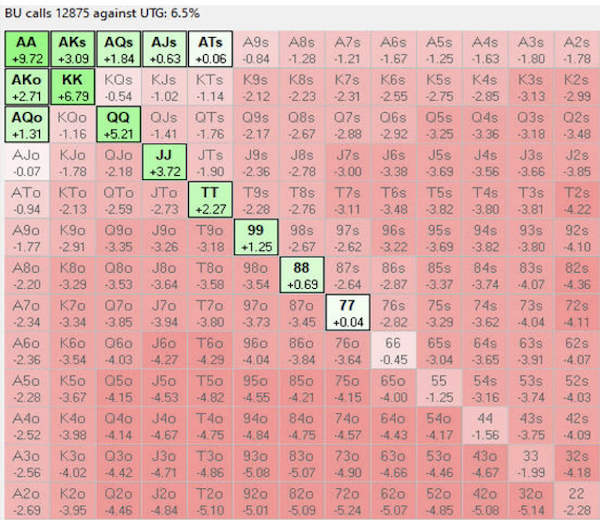 BU calls 12875 against UTG: 6.5%
AA AKs AQs AJs ATs A9s A8s A7s A6s A5s A4s A3s A2s
+9.72 +3.09 +1.84 +0.63 +0.06 -0.84 -1.28 -1.21 -1.67 -1.25 -1.63 -1.80 -1.78
AKo KK KQs KJs KTs K9s K8s K7s K6s K5s K4s K3s K2s
+2.71 +6.79 -0.54 -1.02 -1.14 -2.12 -2.23 -2.31 -2.55 -2.75 -2.85 -3.13 -2.99
AQo KQo QQ QJs QTs Q9s Q8s Q7s Q6s Q5s Q4s Q3s Q2s
+1.31 -1.16 +5.21 -1.41 -1.76 -2.17 -2.67 -2.88 -2.92 -3.25 -3.36 -3.18 -3.48
AJo KJo QJo JJ JTs J9s J8s J7s J6s J5s J4s J3s J2s
-0.07 -1.78 -2.18 +3.72 -1.90 -2.36 -2.78 -3.00 -3.38 -3.69 -3.56 -3.66 -3.85
ATo KTo QTo JTo TT T9s T8s T7s T6s T5s T4s T3s T2s
-0.94 -2.13 -2.59 -2.73 +2.27 -2.28 -2.76 -3.11 -3.48 -3.82 -3.80 -3.81 -4.22
A9o K9o Q9o J9o T9o 99 98s 97s 96s 95s 94s 93s 92s
-1.77 -2.91 -3.35 -3.26 -3.18 +1.25 -2.67 -2.62 -3.22 -3.69 -3.82 -3.80 -4.10
A8o K8o Q8o J8o T8o 98o 88 87s 86s 85s 84s 83s 82s
-2.20 -3.29 -3.53 -3.64 -3.58 -3.54 +0.69 -2.64 -2.87 -3.37 -3.74 -4.07 -4.36
A7o K7o Q7o J7o T7o 97o 87o 77 76s 75s 74s 73s 72s
-2.34 -3.34 -3.85 -3.94 -3.80 -3.73 -3.45 +0.04 -2.82 -3.29 -3.62 -4.04 -4.11
A6o K6o Q6o J6o T6o 96o 86o 76o 66 65s 64s 63s 62s
-2.36 -3.54 -4.03 -4.27 -4.29 -4.04 -3.84 -3.64 -0.45 -3.04 -3.65 -3.91 -4.07
A5o K5o Q5o J5o T5o 95o 85o 75o 65o 55 54s 53s 52s
-2.28 -3.67 -4.15 -4.53 -4.82 -4.55 -4.21 -4.15 -4.00 -1.25 -3.16 -3.74 -4.03
A4o K4o Q4o J4o T4o 94o 84o 74o 64o 54o 44 43s 42s
-2.52 -3.98 -4.14 -4.67 -4.75 -4.84 -4.75 -4.57 -4.43 -4.17 -1.56 -3.75 -4.09
A3o K3o Q3o J3o T3o 93o 83o 73o 63o 53o 43o 33 32s
-2.56 -4.02 -4.42 -4.71 -4.86 -5.08 -5.07 -4.90 -4.66 -4.46 -4.67 -1.99 -4.18
A2o K2o Q2o J2o T2o 92o 82o 72o 62o 52o 42o 32o 22
-2.69 -3.95 -4.46 -4.84 -5.10 -5.01 -5.09 -5.24 -5.07 -4.85 -5.08 -5.14 -2.28